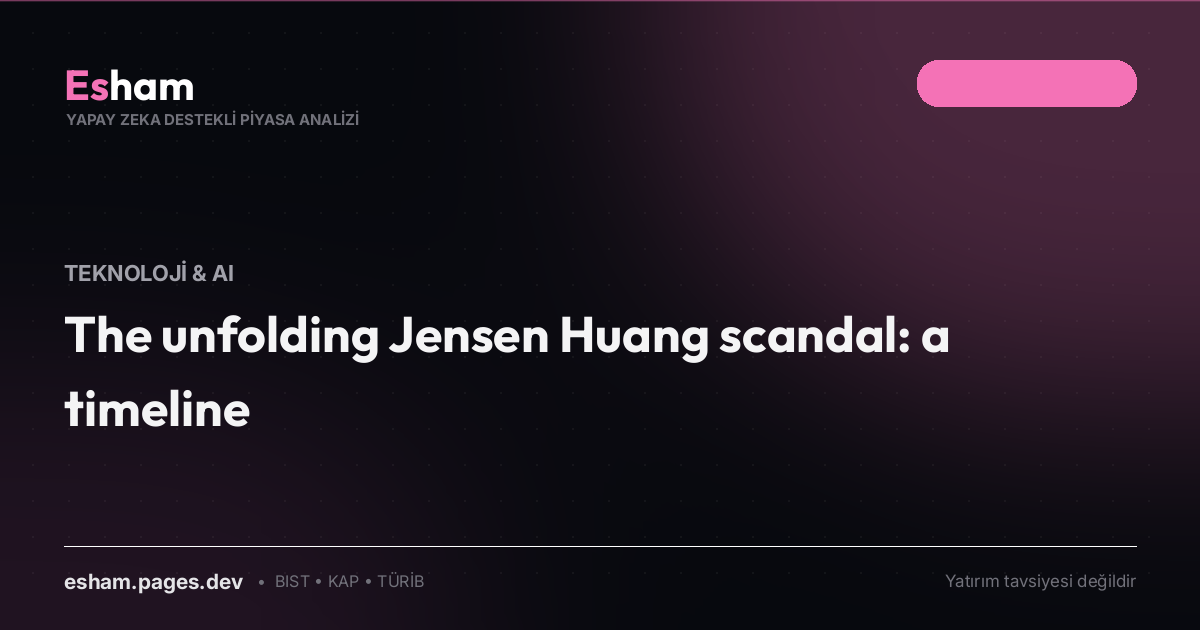 Esham
YAPAY ZEKA DESTEKLİ PİYASA ANALİZİ
TEKNOLOJİ & AI
The unfolding Jensen Huang scandal: a
timeline
esham.pages.dev • BIST • KAP • TÜRİB
Yatırım tavsiyesi değildir